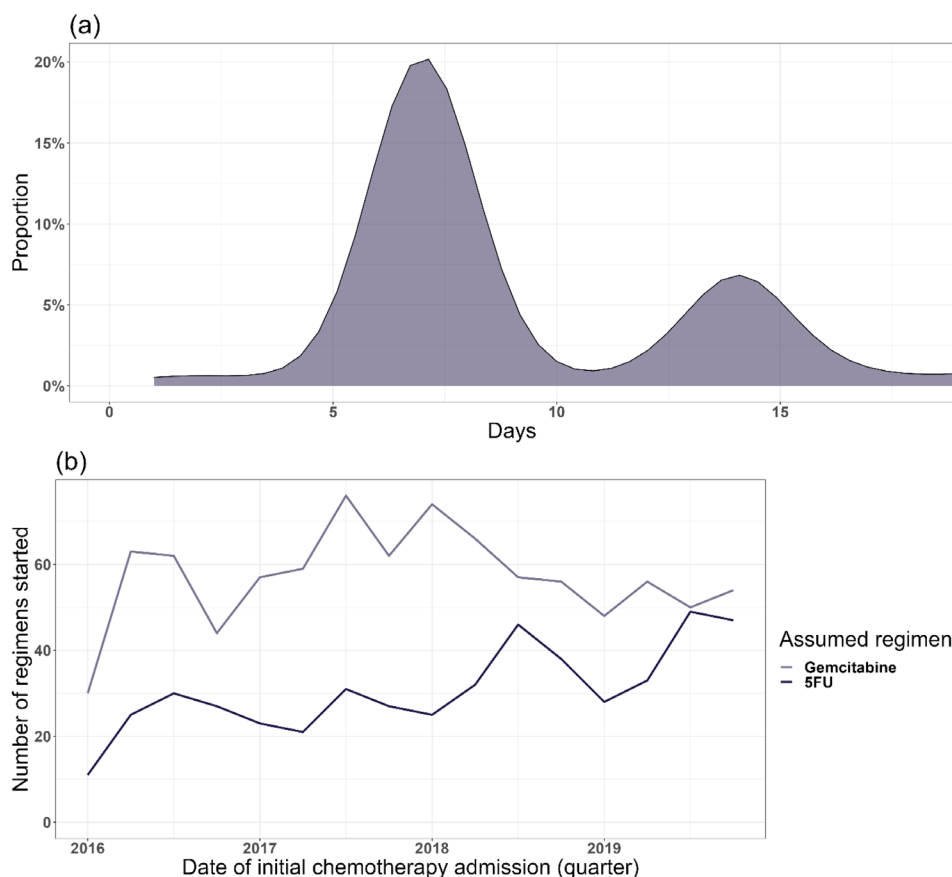 (a)
20%
15%
10%
5%
0%
Proportion
0 5 10 15
Days
(b)
60
40
20
0
Number of regimens started
2016 2017 2018 2019
Date of initial chemotherapy admission (quarter)
Assumed regimen
Gemcitabine
5FU